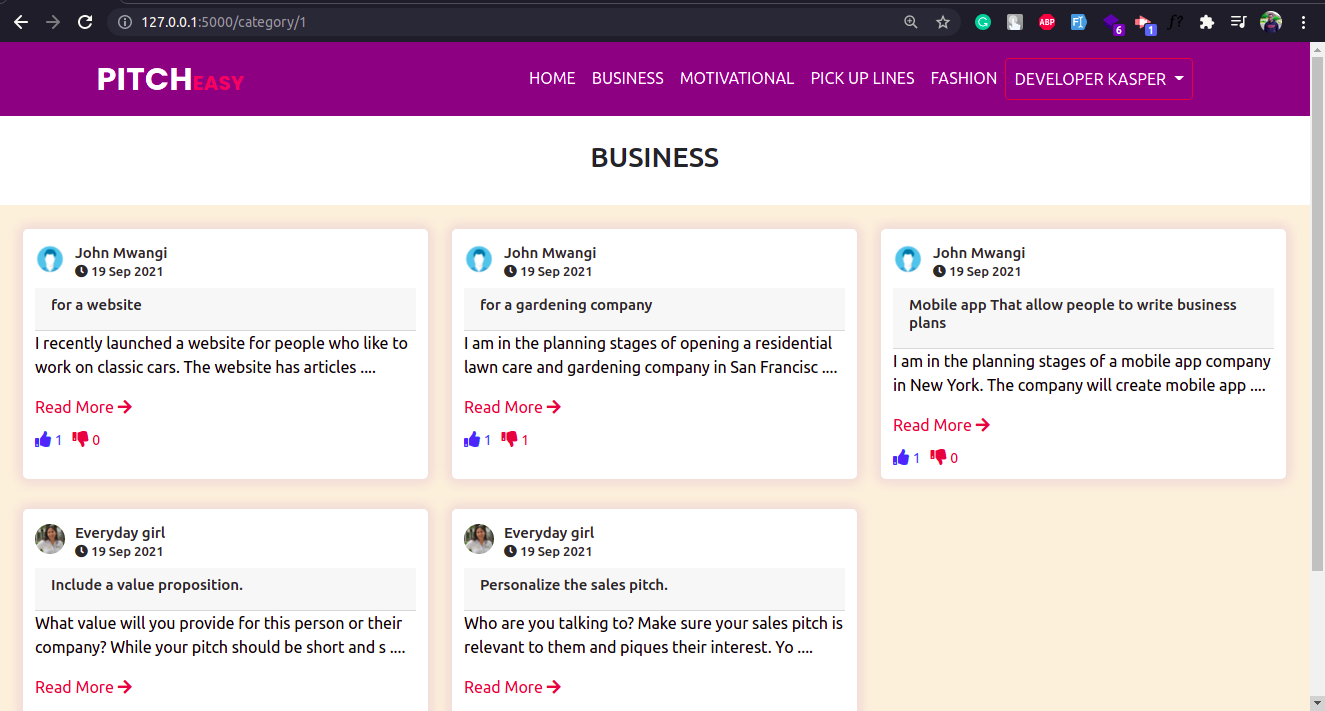 127.0.0.1:5000/category/1
ABP
6
1
f?
PITCHEASY
HOME BUSINESS MOTIVATIONAL PICK UP LINES FASHION DEVELOPER KASPER
BUSINESS
John Mwangi
19 Sep 2021
for a website
I recently launched a website for people who like to
work on classic cars. The website has articles ....
Read More
1 0
John Mwangi
19 Sep 2021
for a gardening company
I am in the planning stages of opening a residential
lawn care and gardening company in San Francisc ....
Read More
1 1
John Mwangi
19 Sep 2021
Mobile app That allow people to write business
plans
I am in the planning stages of a mobile app company
in New York. The company will create mobile app ....
Read More
1 0
Everyday girl
19 Sep 2021
Include a value proposition.
What value will you provide for this person or their
company? While your pitch should be short and s ....
Read More
Everyday girl
19 Sep 2021
Personalize the sales pitch.
Who are you talking to? Make sure your sales pitch is
relevant to them and piques their interest. Yo ....
Read More